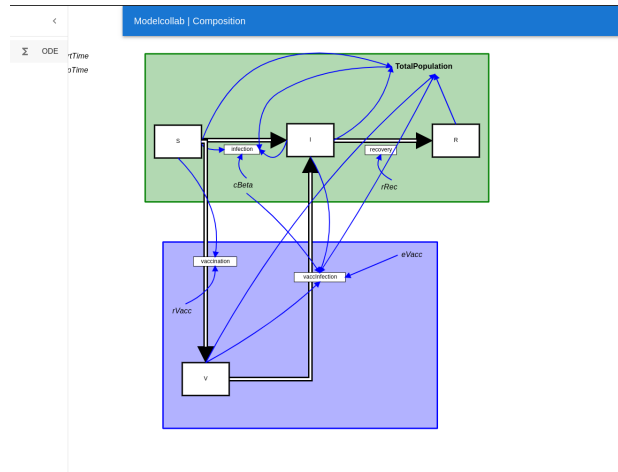 Modelcollab | Composition
Σ ODE
rtTime
pTime
TotalPopulation
S
I
R
infection
recovery
cBeta
rRec
vaccination
eVacc
vaccInfection
rVacc
V